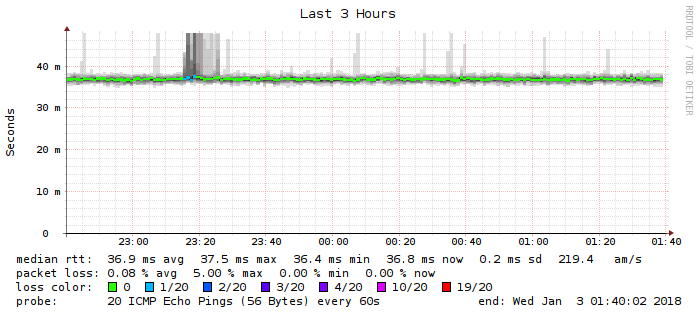 Last 3 Hours
RRDTOOL / TOBI OETIKER
Seconds
40 m
30 m
20 m
10 m
0
23:00 23:20 23:40 00:00 00:20 00:40 01:00 01:20 01:40
median rtt: 36.9 ms avg 37.5 ms max 36.4 ms min 36.8 ms now 0.2 ms sd 219.4 am/s
packet loss: 0.08 % avg 5.00 % max 0.00 % min 0.00 % now
loss color: 0 1/20 2/20 3/20 4/20 10/20 19/20
probe: 20 ICMP Echo Pings (56 Bytes) every 60s end: Wed Jan 3 01:40:02 2018